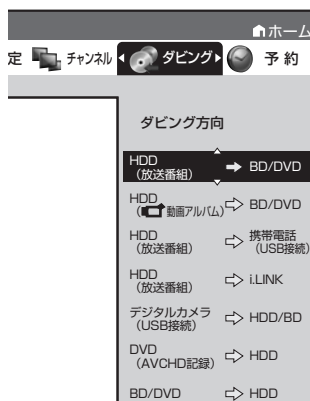 ホーム
定 チャンネル ダビング 予約
ダビング方向
HDD
(放送番組) BD/DVD
HDD
(動画アルバム) BD/DVD
HDD 携帯電話
(放送番組) (USB接続)
HDD
(放送番組) i.LINK
デジタルカメラ
(USB接続) HDD/BD
DVD
(AVCHD記録) HDD
BD/DVD HDD